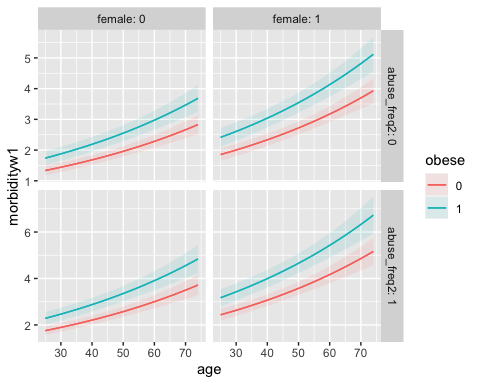 female: 0
female: 1
5
4
3
2
1
abuse_freq2: 0
6
4
2
abuse_freq2: 1
30
40
50
60
70
30
40
50
60
70
age
morbidityw1
obese
0
1